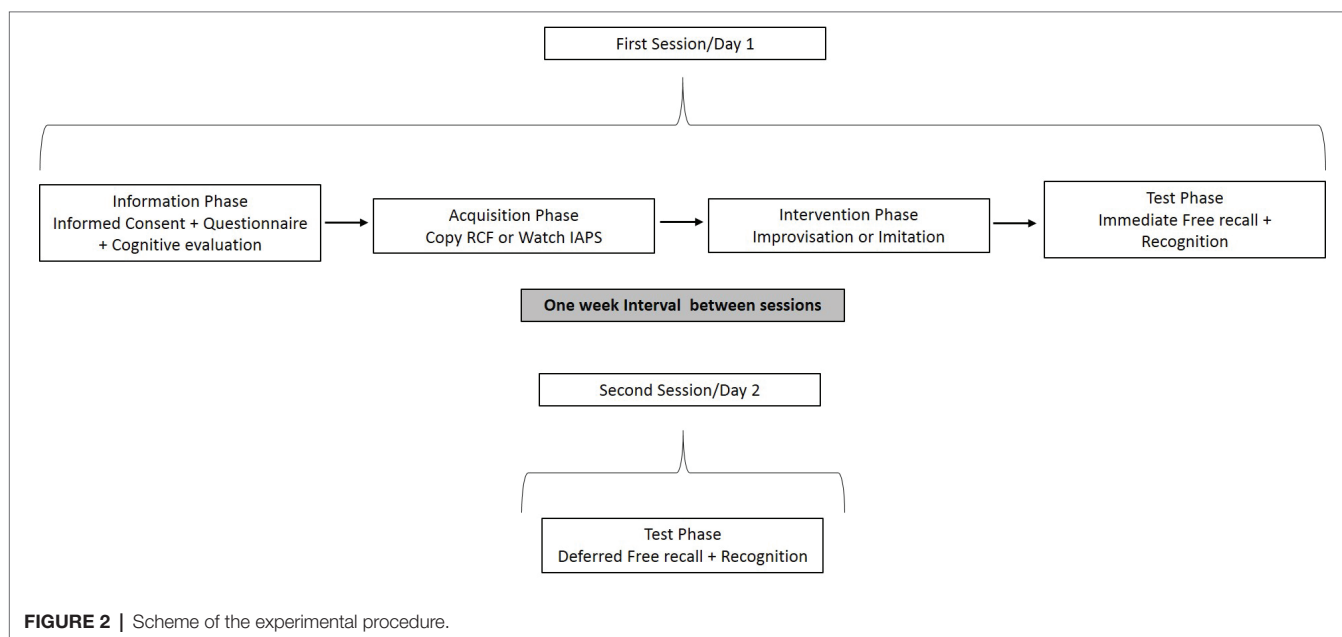 First Session/Day 1
Information Phase
Informed Consent + Questionnaire
+ Cognitive evaluation
Acquisition Phase
Copy RCF or Watch IAPS
Intervention Phase
Improvisation or Imitation
Test Phase
Immediate Free recall +
Recognition
One week Interval between sessions
Second Session/Day 2
Test Phase
Deferred Free recall + Recognition
FIGURE 2 | Scheme of the experimental procedure.